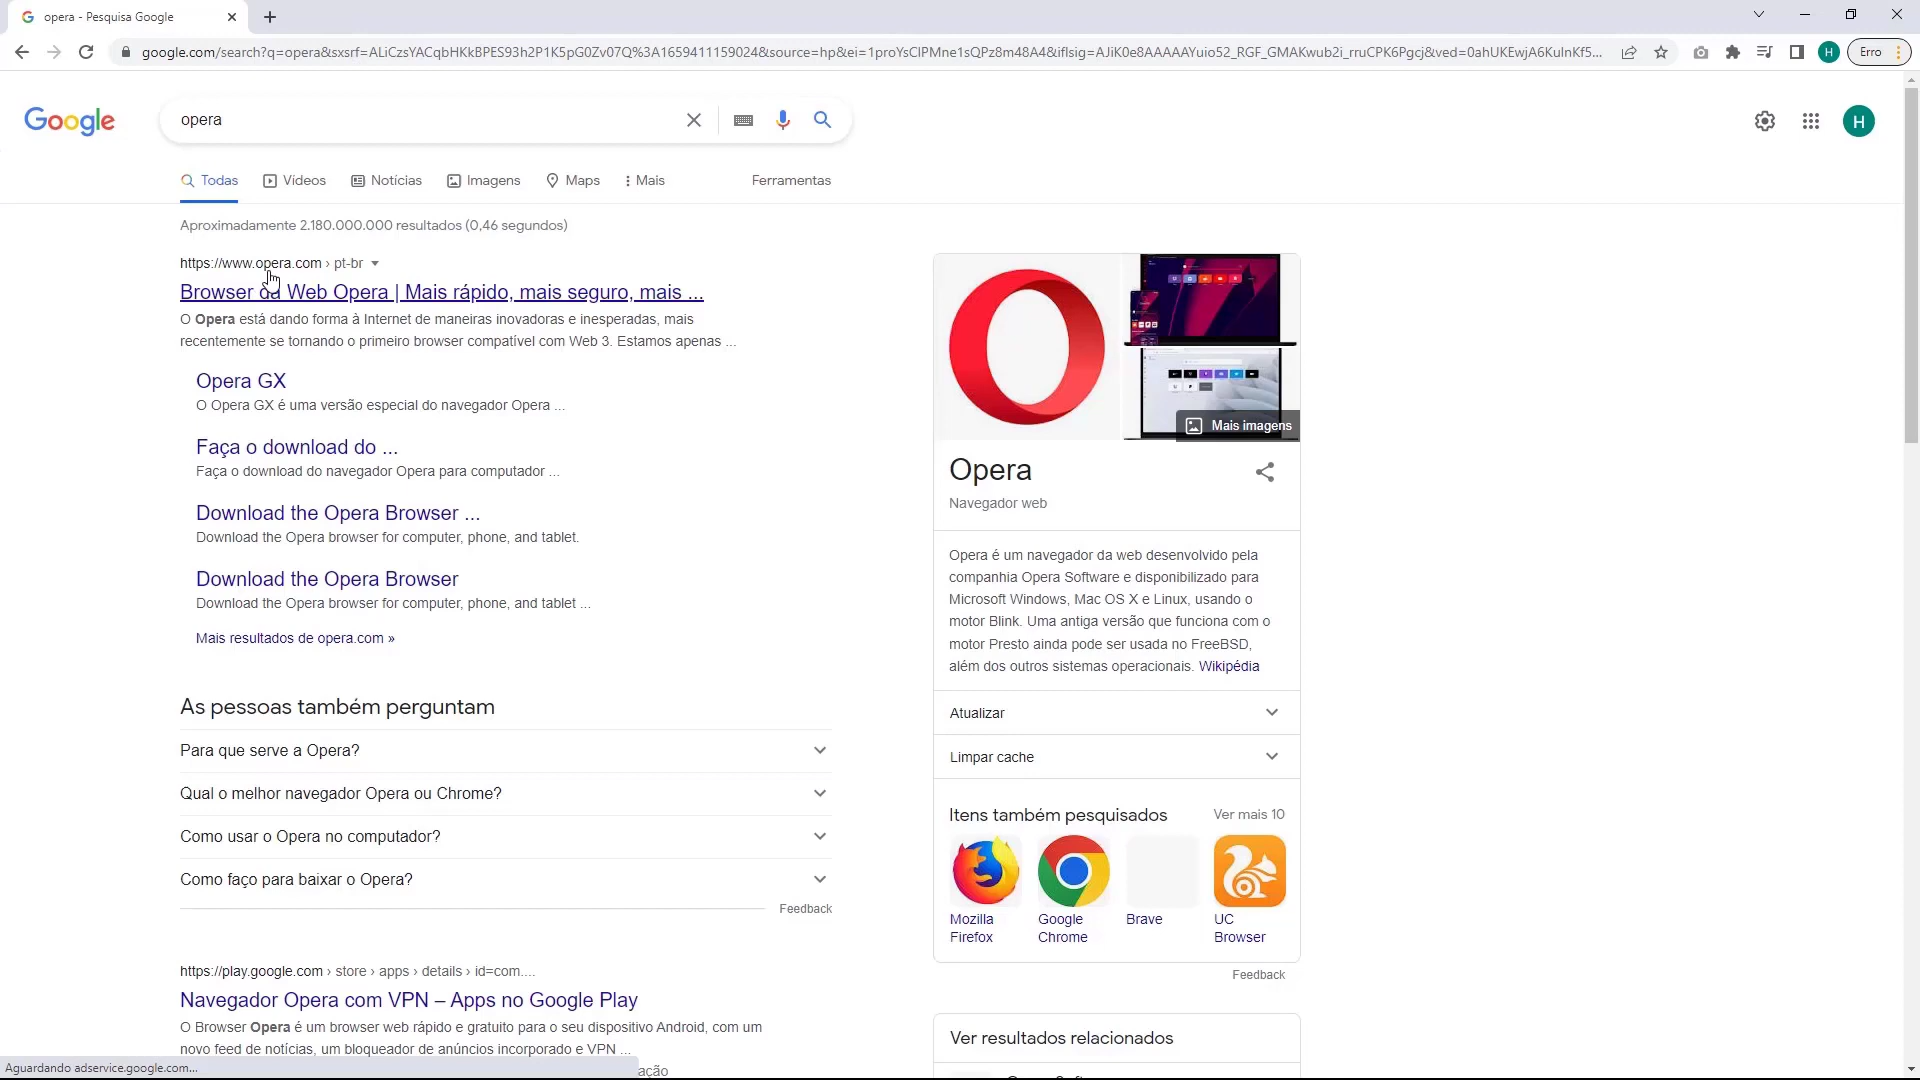 opera - Pesquisa Google
google.com/search?q=opera&sxsrf=ALiCzsYACqbHKkBPES93h2P1K5pG0Zv07Q%3A1659411159024&source=hp&ei=1proYsClPMne1sQPz8m48A4&iflsig=AJiK0e8AAAAAYuio52_RGF_GMAKwub2i_rruCPK6Pgcj&ved=0ahUKEwjA6KulnKf5...
H
Erro
Google
opera
H
Todas
Vídeos
Notícias
Imagens
Maps
Mais
Ferramentas
Aproximadamente 2.180.000.000 resultados (0,46 segundos)
https://www.opera.com › pt-br
Browser da Web Opera | Mais rápido, mais seguro, mais ...
O Opera está dando forma à Internet de maneiras inovadoras e inesperadas, mais
recentemente se tornando o primeiro browser compatível com Web 3. Estamos apenas ...
Opera GX
O Opera GX é uma versão especial do navegador Opera ...
Faça o download do ...
Faça o download do navegador Opera para computador ...
Download the Opera Browser ...
Download the Opera browser for computer, phone, and tablet.
Download the Opera Browser
Download the Opera browser for computer, phone, and tablet ...
Mais resultados de opera.com »
As pessoas também perguntam
Para que serve a Opera?
Qual o melhor navegador Opera ou Chrome?
Como usar o Opera no computador?
Como faço para baixar o Opera?
Feedback
https://play.google.com › store › apps › details › id=com....
Navegador Opera com VPN – Apps no Google Play
O Browser Opera é um browser web rápido e gratuito para o seu dispositivo Android, com um
novo feed de notícias, um bloqueador de anúncios incorporado e VPN ...
Aguardando adservice.google.com...
Mais imagens
Opera
Navegador web
Opera é um navegador da web desenvolvido pela
companhia Opera Software e disponibilizado para
Microsoft Windows, Mac OS X e Linux, usando o
motor Blink. Uma antiga versão que funciona com o
motor Presto ainda pode ser usada no FreeBSD,
além dos outros sistemas operacionais. Wikipédia
Atualizar
Limpar cache
Itens também pesquisados
Ver mais 10
Mozilla
Firefox
Google
Chrome
Brave
UC
Browser
Feedback
Ver resultados relacionados